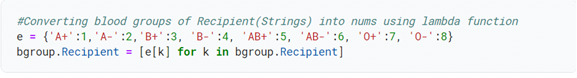 #Converting blood groups of Recipient(Strings) into nums using lambda function
e = {'A+':1,'A-':2,'B+':3, 'B-':4, 'AB+':5, 'AB-':6, 'O+':7, 'O-':8}
bgroup.Recipient = [e[k] for k in bgroup.Recipient]